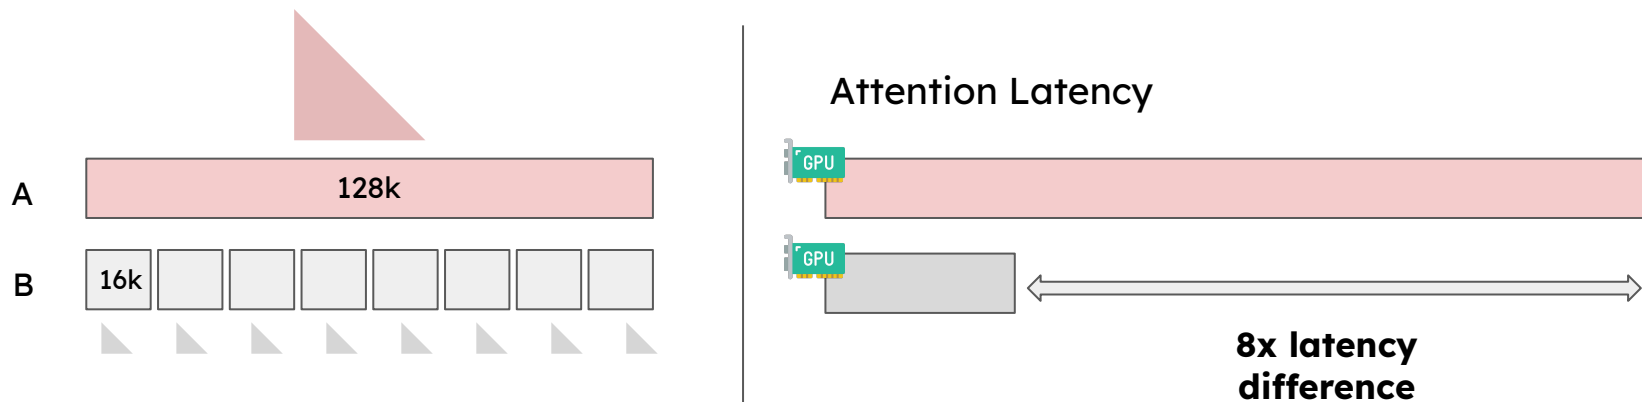 A
128k
B
16k
Attention Latency
GPU
GPU
8x latency
difference